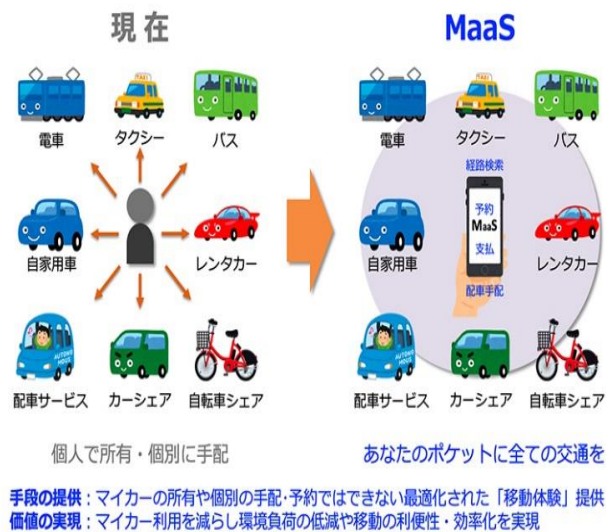 現在
MaaS
電車
タクシー
バス
自家用車
レンタカー
配車サービス
カーシェア
自転車シェア
個人で所有・個別に手配
電車
タクシー
バス
経路検索
予約
MaaS
支払
配車手配
自家用車
レンタカー
配車サービス
カーシェア
自転車シェア
あなたのポケットに全ての交通を
手段の提供：マイカーの所有や個別の手配・予約ではできない最適化された「移動体験」提供
価値の実現：マイカー利用を減らし環境負荷の低減や移動の利便性・効率化を実現